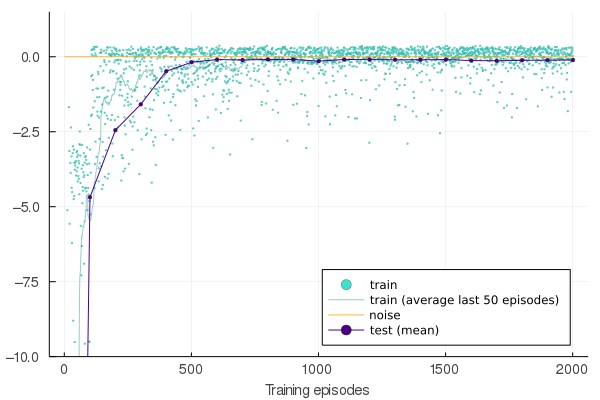 0.0
−2.5
−5.0
−7.5
−10.0
0 500 1000 1500 2000
Training episodes
train
train (average last 50 episodes)
noise
test (mean)